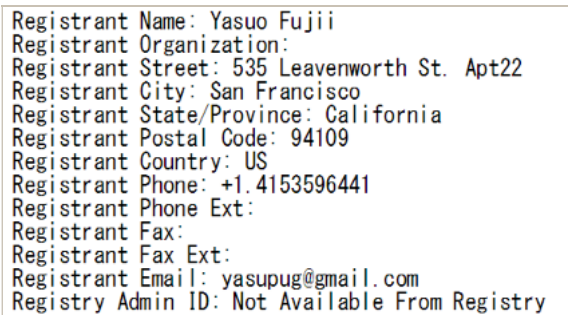 Registrant Name: Yasuo Fujii
Registrant Organization:
Registrant Street: 535 Leavenworth St. Apt22
Registrant City: San Francisco
Registrant State/Province: California
Registrant Postal Code: 94109
Registrant Country: US
Registrant Phone: +1.4153596441
Registrant Phone Ext:
Registrant Fax:
Registrant Fax Ext:
Registrant Email: yasupug@gmail.com
Registry Admin ID: Not Available From Registry